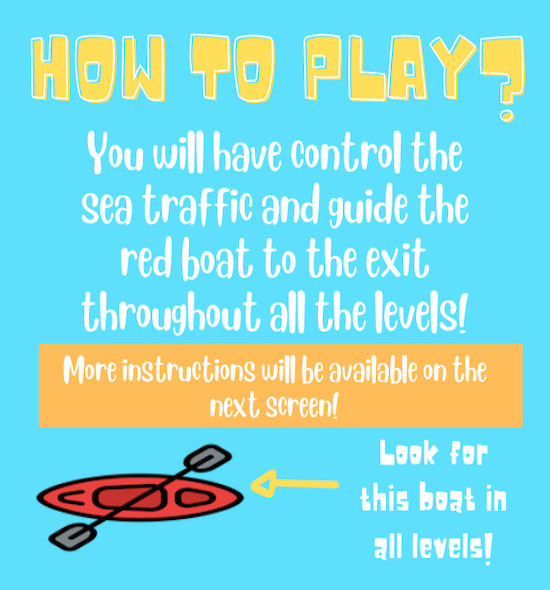 HOW TO PLAY?
You will have control the
sea traffic and guide the
red boat to the exit
throughout all the levels!
More instructions will be available on the
next screen!
Look for
this boat in
all levels!